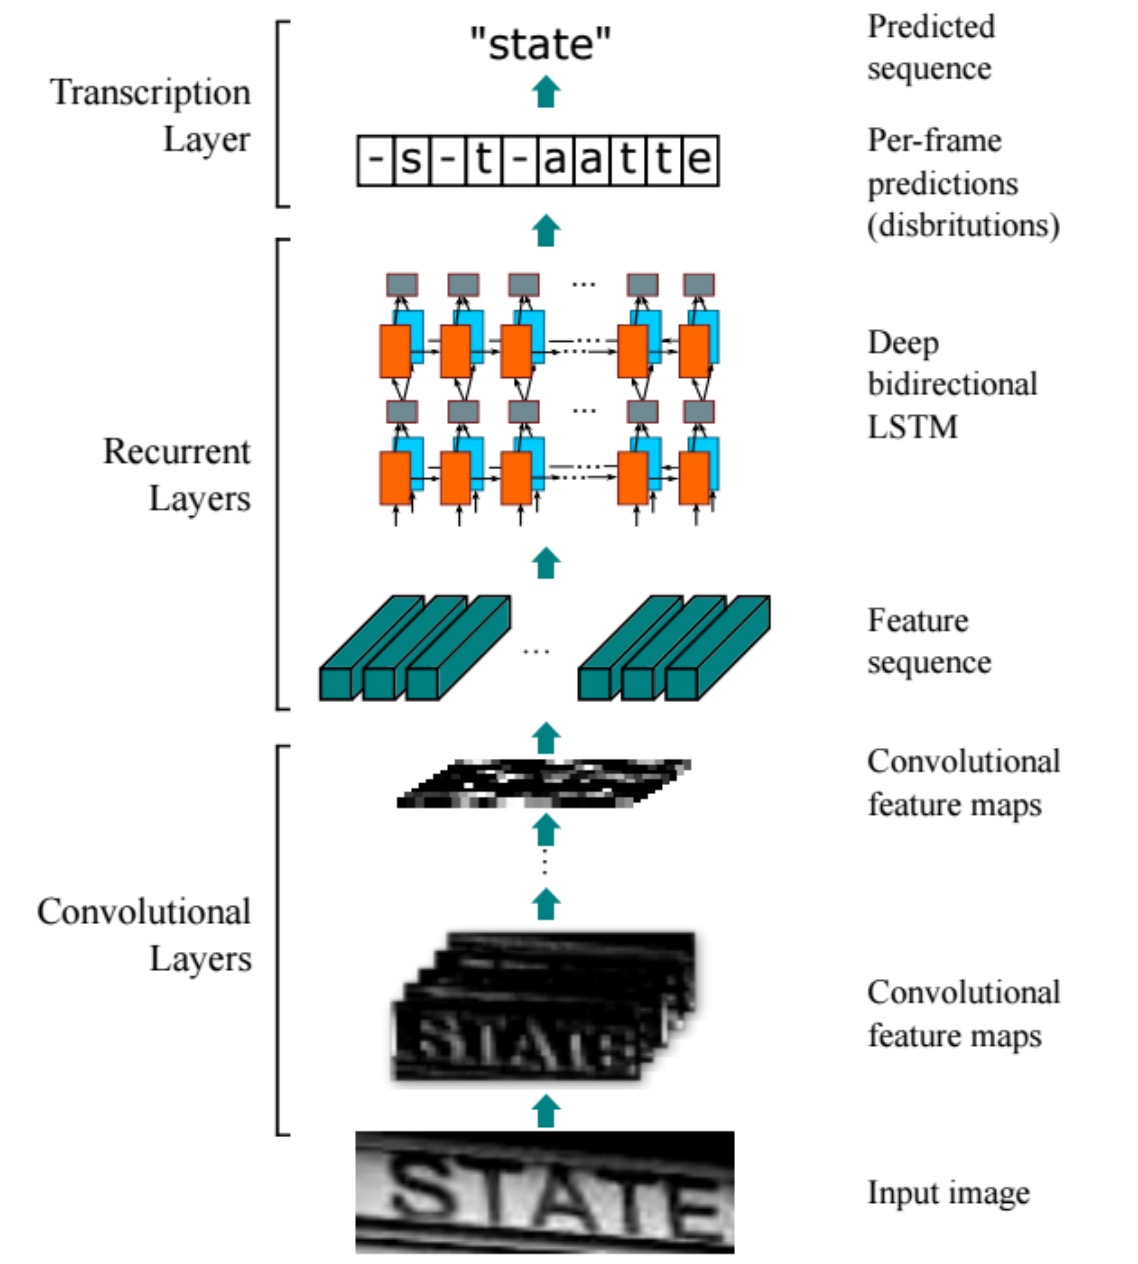 "state"
Predicted
sequence
Transcription
Layer
-s-t-aatte
Per-frame
predictions
(disbritutions)
...
Deep
bidirectional
LSTM
...
Recurrent
Layers
...
Feature
sequence
Convolutional
feature maps
Convolutional
Layers
STATE
Convolutional
feature maps
STATE
Input image